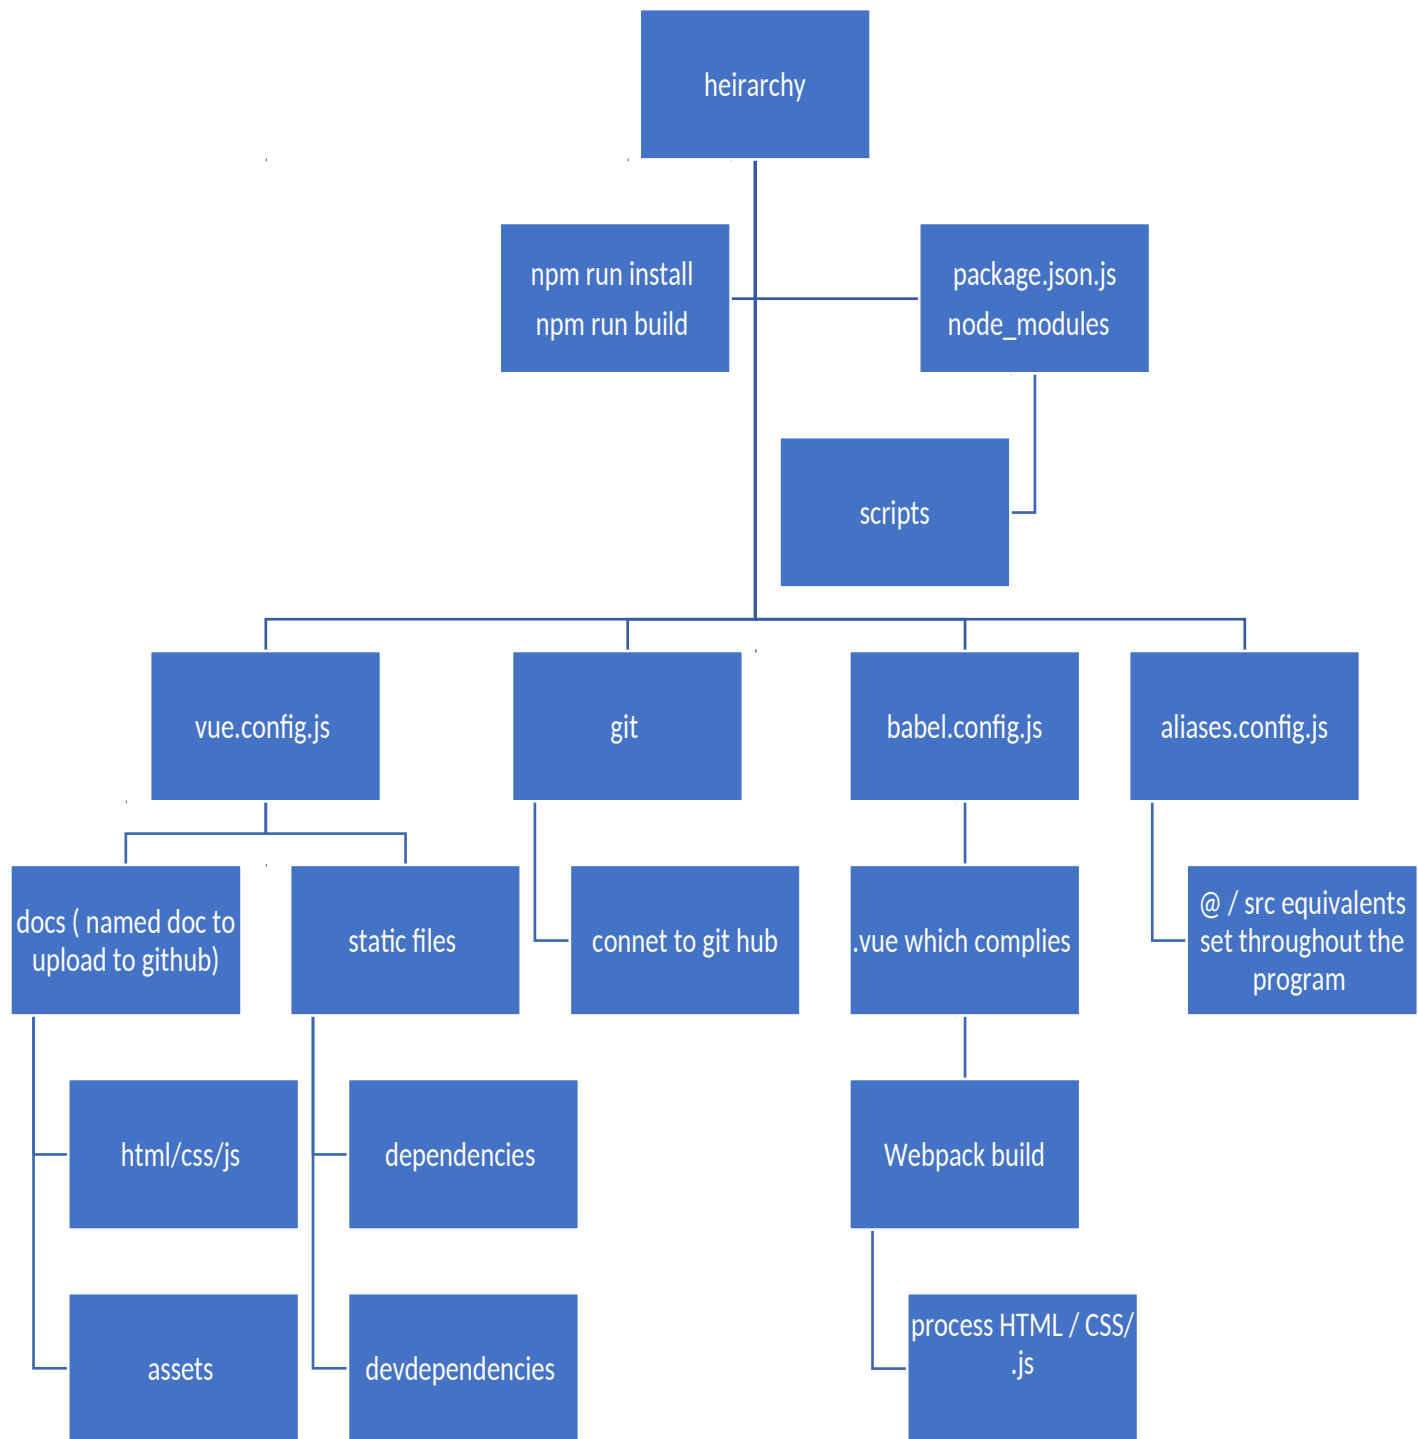 heirarchy
npm run install
npm run build
package.json.js
node_modules
scripts
vue.config.js
git
babel.config.js
aliases.config.js
docs ( named doc to
upload to github)
static files
connet to git hub
.vue which complies
@ / src equivalents
set throughout the
program
html/css/js
dependencies
Webpack build
assets
devdependencies
process HTML / CSS/
.js